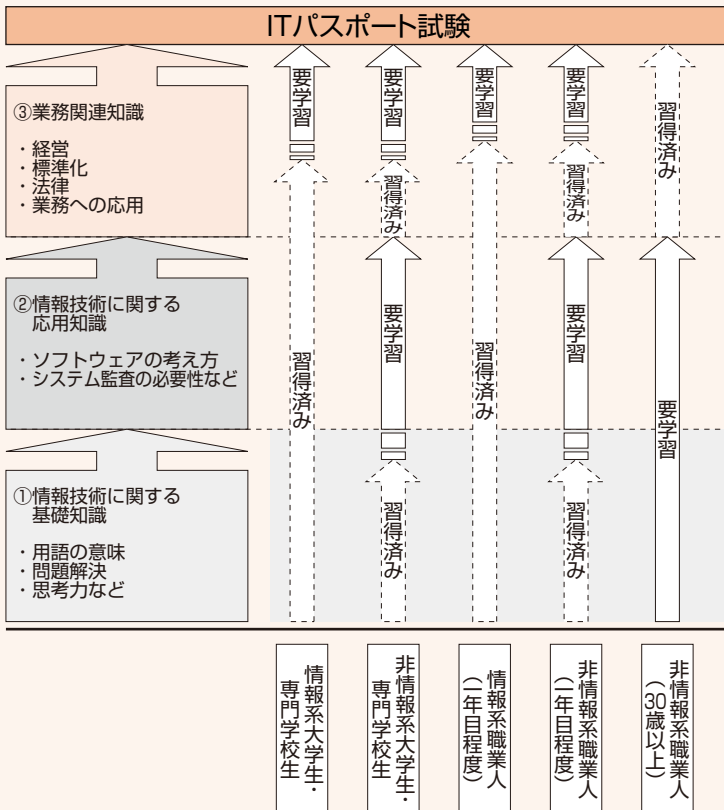 ITパスポート試験
③業務関連知識
・経営
・標準化
・法律
・業務への応用
②情報技術に関する
応用知識
・ソフトウェアの考え方
・システム監査の必要性など
①情報技術に関する
基礎知識
・用語の意味
・問題解決
・思考力など
要学習
習得済み
要学習
習得済み
要学習
習得済み
要学習
習得済み
要学習
習得済み
要学習
習得済み
習得済み
要学習
情報系大学生・
専門学校生
非情報系大学生・
専門学校生
情報系職業人
（一年目程度）
非情報系職業人
（一年目程度）
非情報系職業人
（30歳以上）